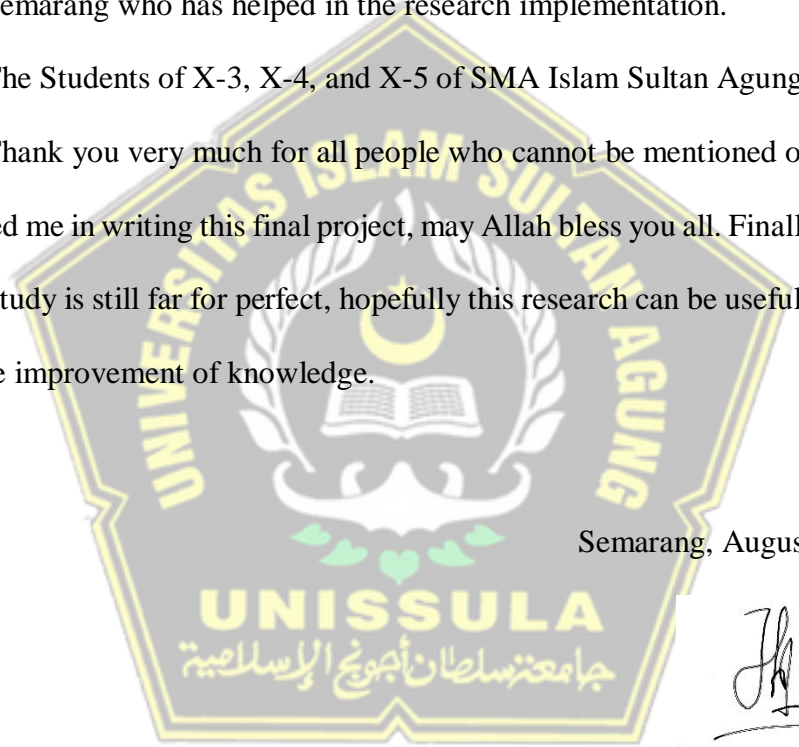 emarang who has helped in the research implementation.
he Students of X-3, X-4, and X-5 of SMA Islam Sultan Agung
hank you very much for all people who cannot be mentioned o
ed me in writing this final project, may Allah bless you all. Finall
tudy is still far for perfect, hopefully this research can be useful
e improvement of knowledge.
UNIVERSITAS ISLAM SULTAN AGUNG
Semarang, Augus
UNISSULA
جامعة سلطان أجونج الإسلامية